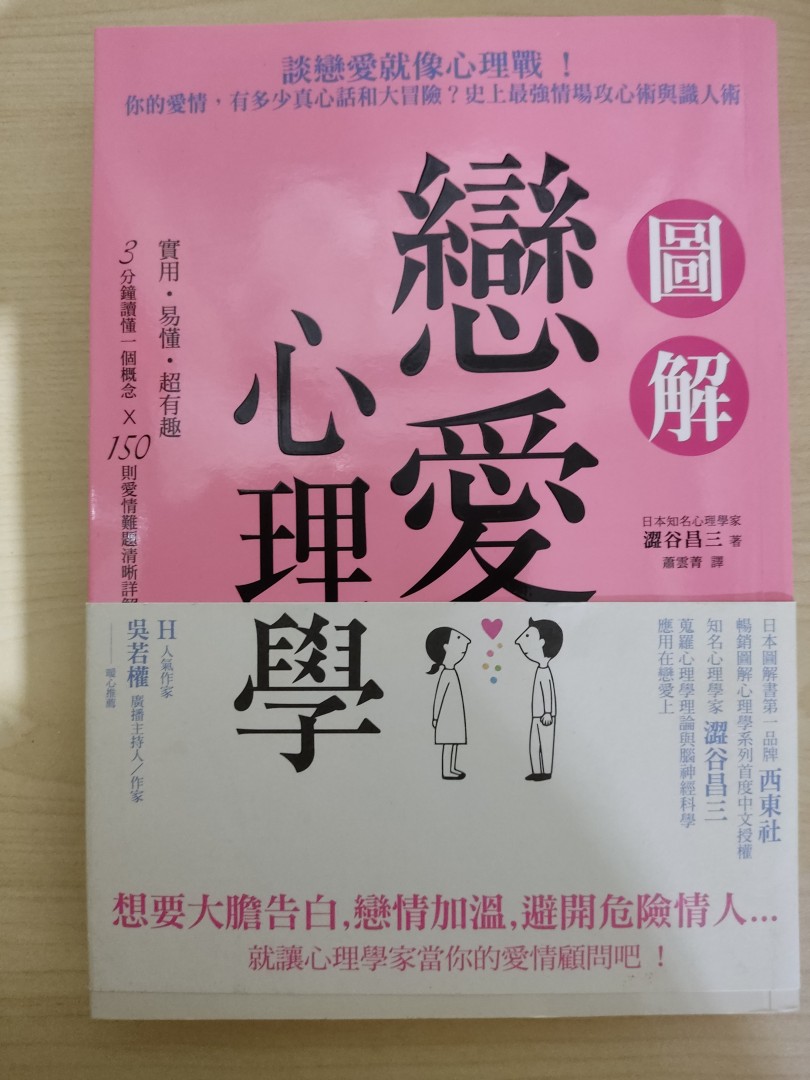 談戀愛就像心理戰！
你的愛情，有多少真心話和大冒險？史上最強情場攻心術與識人術
圖解
戀愛
心理學
日本知名心理學家
澀谷昌三 著
蕭雲菁 譯
實用・易懂・超有趣
3分鐘讀懂一個概念 X 150則愛情難題清晰詳解
日本圖解書第一品牌 西東社
暢銷圖解心理學系列首度中文授權
知名心理學家 澀谷昌三
蒐羅心理學理論與腦神經科學
應用在戀愛上
H 人氣作家
吳若權 廣播主持人／作家
——暖心推薦
想要大膽告白,戀情加溫,避開危險情人...
就讓心理學家當你的愛情顧問吧！